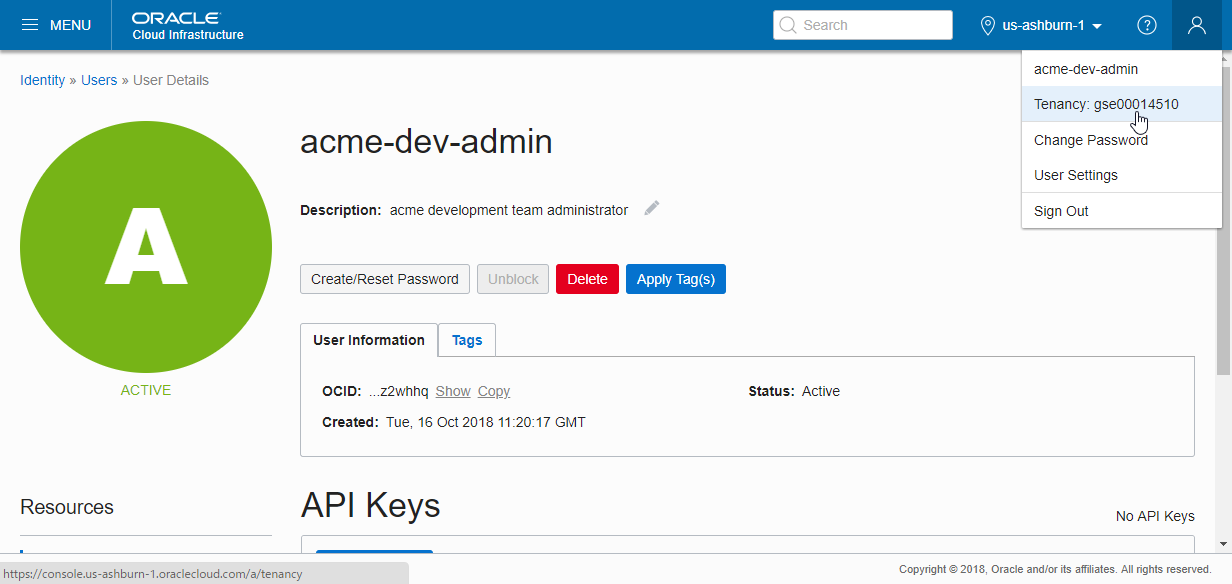 MENU
ORACLE
Cloud Infrastructure
Search
us-ashburn-1
?
Identity » Users » User Details
acme-dev-admin
Tenancy: gse00014510
Change Password
User Settings
Sign Out
A
ACTIVE
acme-dev-admin
Description: acme development team administrator
Create/Reset Password
Unblock
Delete
Apply Tag(s)
User Information
Tags
OCID: ...z2whhq Show Copy
Status: Active
Created: Tue, 16 Oct 2018 11:20:17 GMT
Resources
API Keys
No API Keys
https://console.us-ashburn-1.oraclecloud.com/a/tenancy
Copyright © 2018, Oracle and/or its affiliates. All rights reserved.